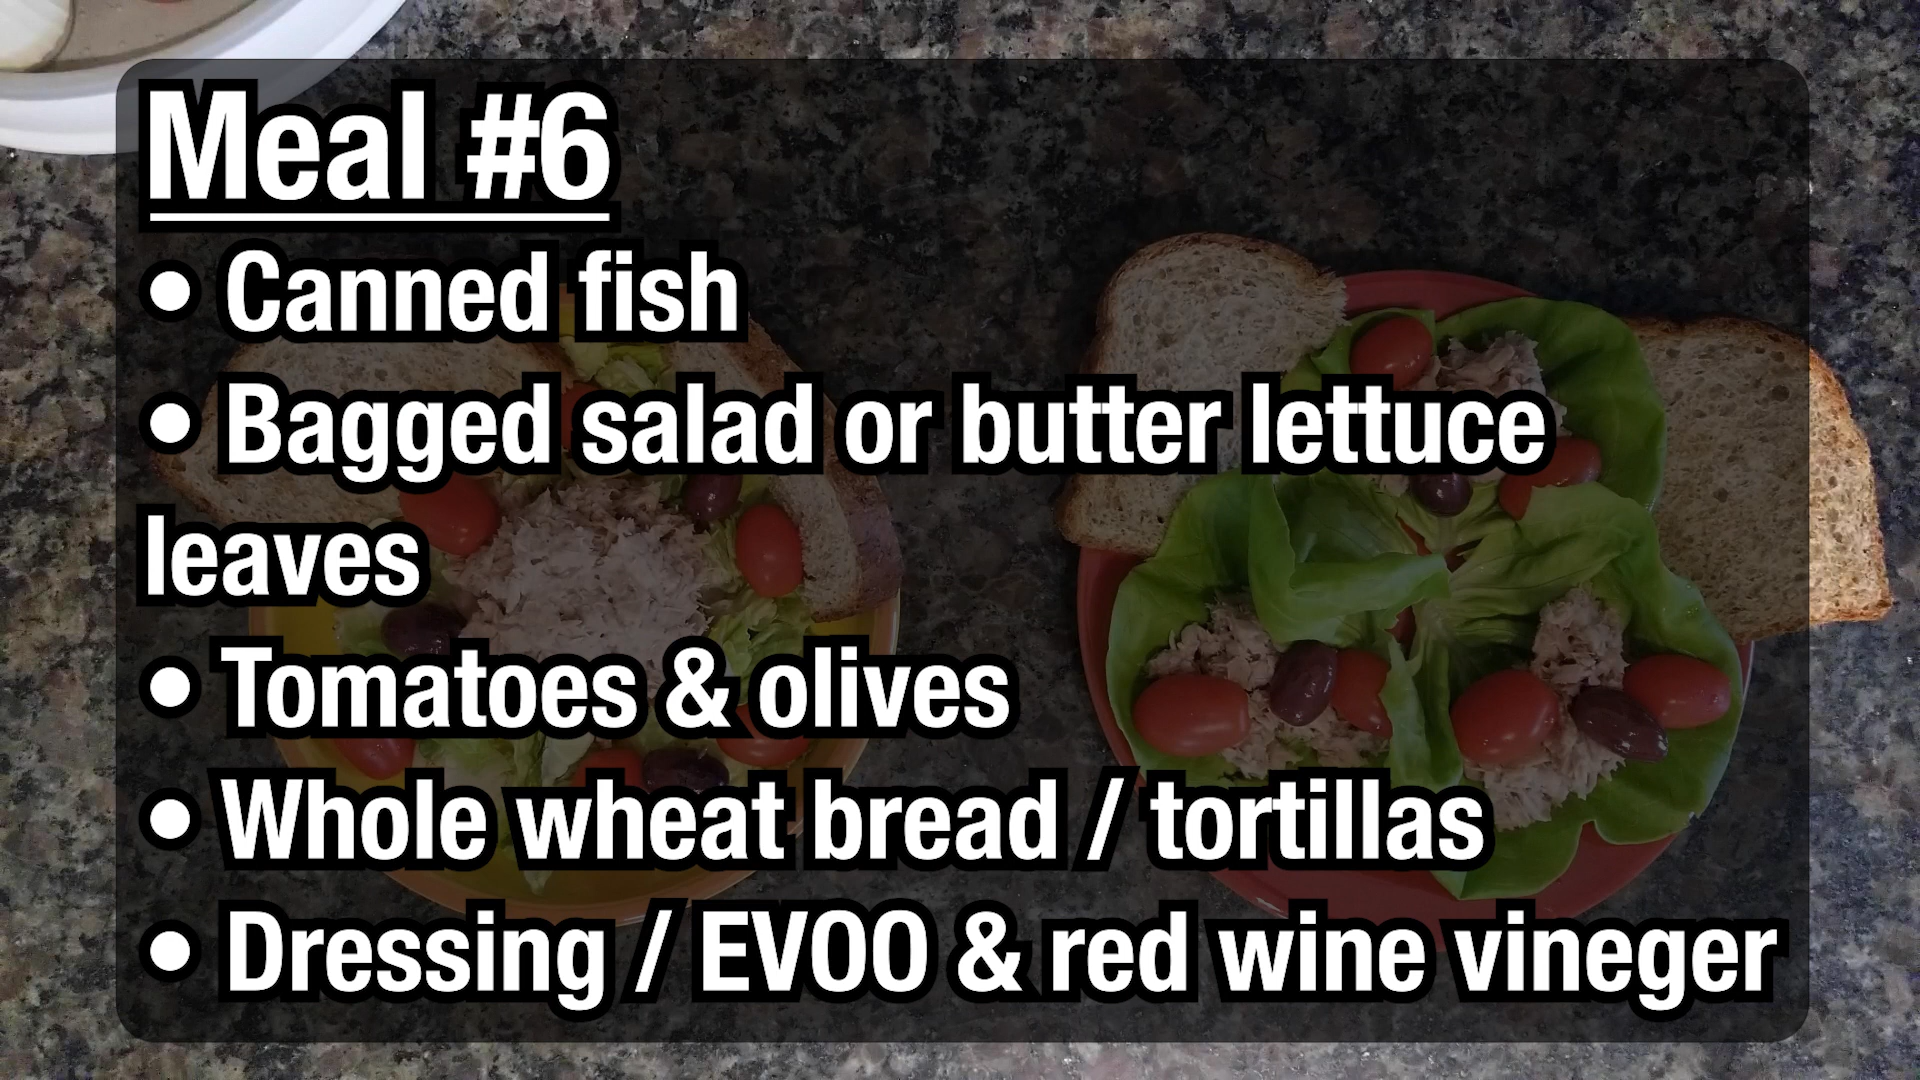 Meal #6
• Canned fish
• Bagged salad or butter lettuce
leaves
• Tomatoes & olives
• Whole wheat bread / tortillas
• Dressing / EVOO & red wine vineger